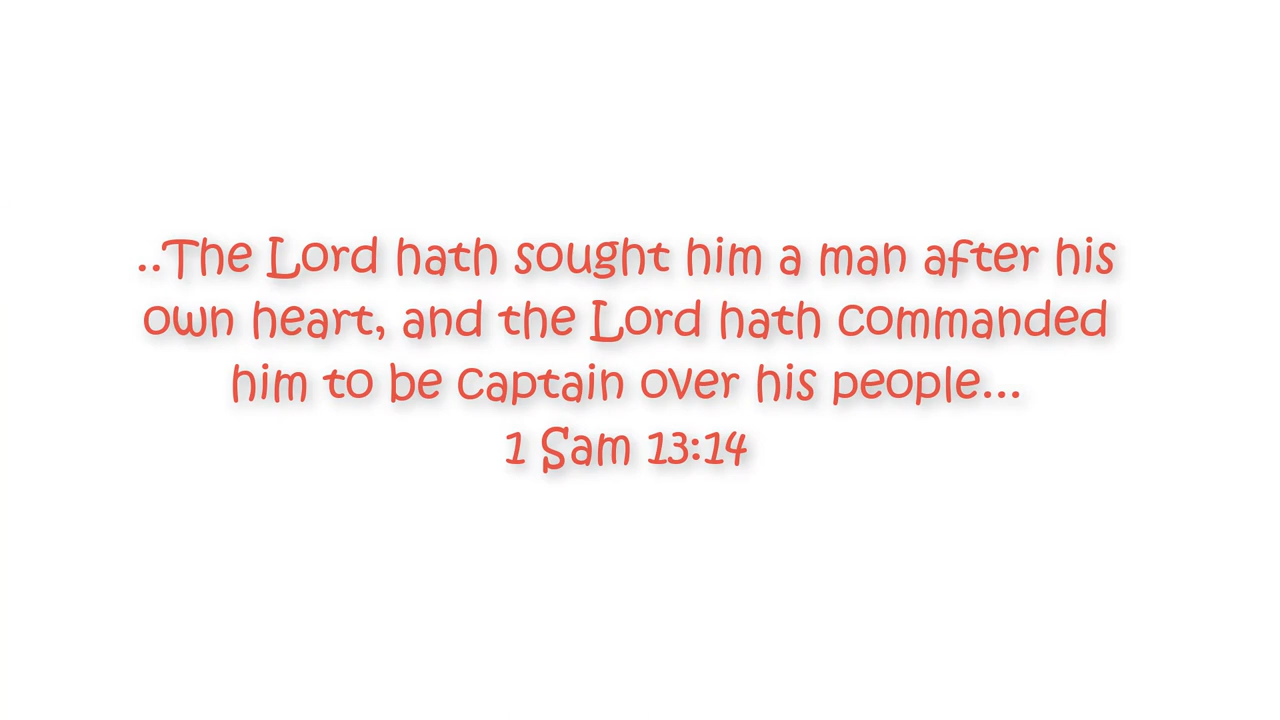 ..The Lord hath sought him a man after his
own heart, and the Lord hath commanded
him to be captain over his people...
1 Sam 13:14